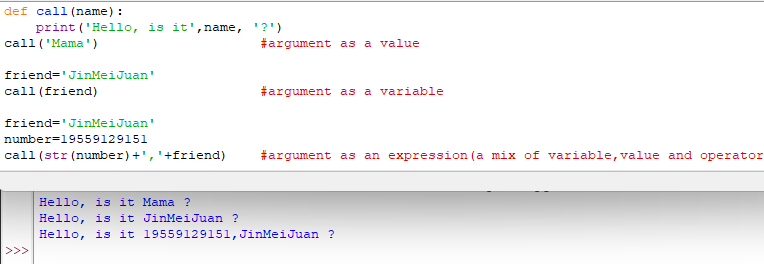 def call(name):
    print('Hello, is it',name, '?')
call('Mama')                     #argument as a value

friend='JinMeiJuan'
call(friend)                     #argument as a variable

friend='JinMeiJuan'
number=19559129151
call(str(number)+','+friend)    #argument as an expression(a mix of variable,value and operator
Hello, is it Mama ?
Hello, is it JinMeiJuan ?
Hello, is it 19559129151,JinMeiJuan ?
>>>